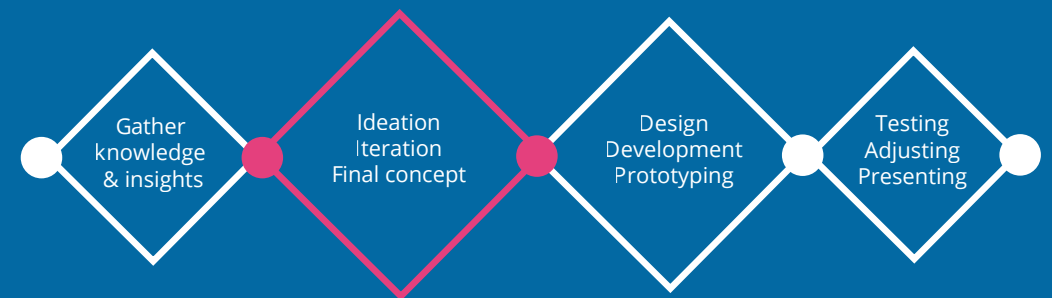 Gather
knowledge
& insights
Ideation
Iteration
Final concept
Design
Development
Prototyping
Testing
Adjusting
Presenting